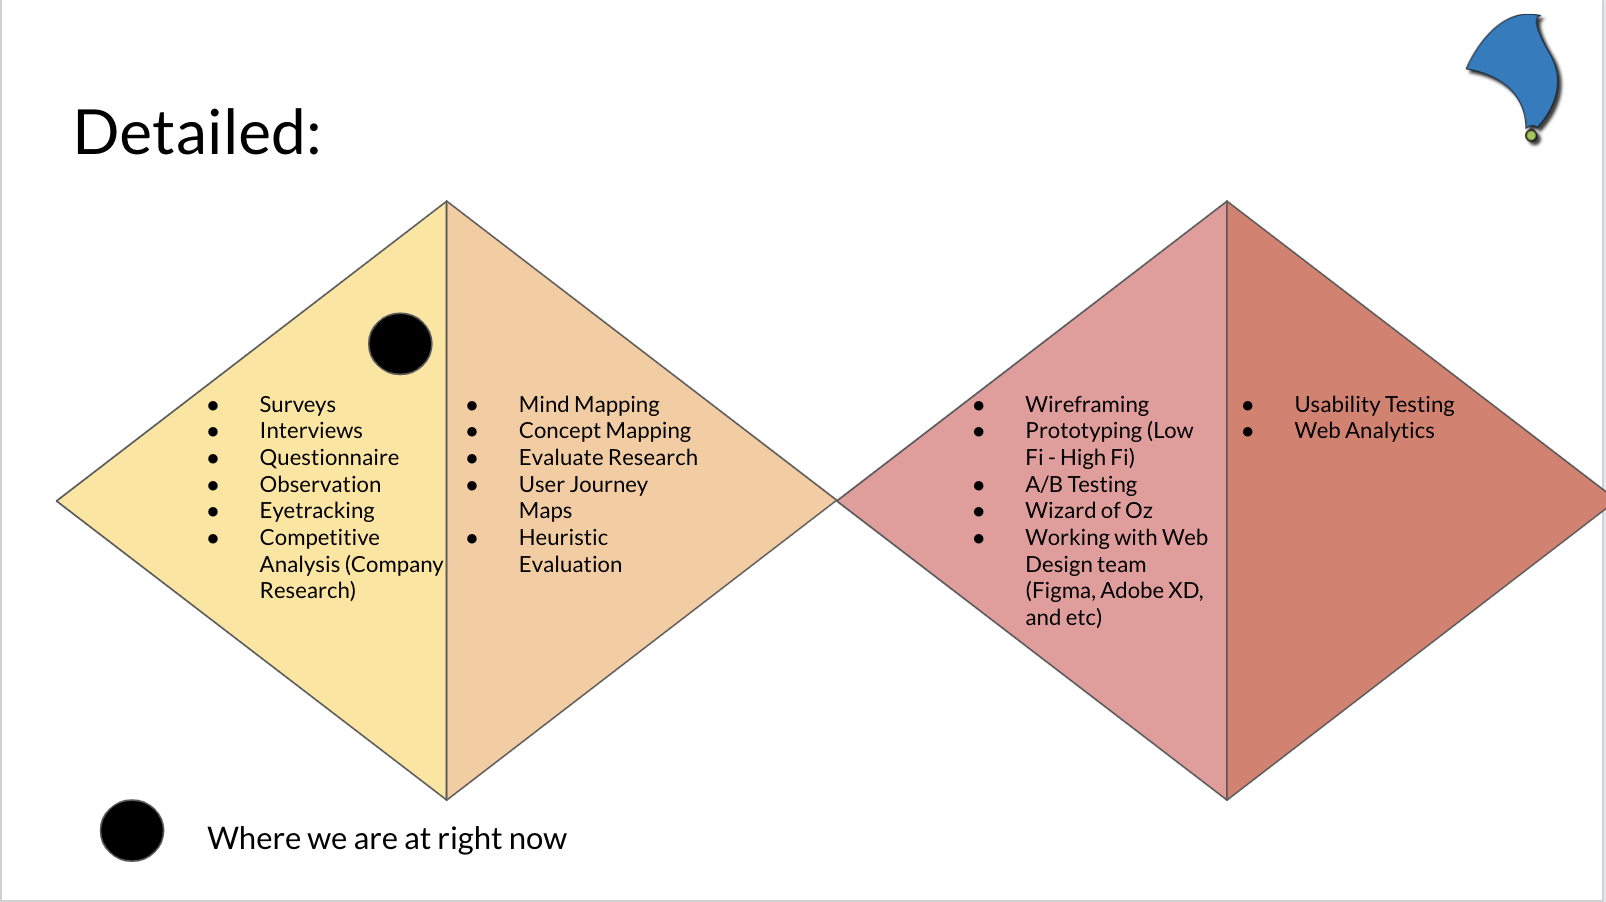 Detailed:
● Surveys
● Interviews
● Questionnaire
● Observation
● Eyetracking
● Competitive
Analysis (Company
Research)
● Mind Mapping
● Concept Mapping
● Evaluate Research
● User Journey
Maps
● Heuristic
Evaluation
● Wireframing
● Prototyping (Low
Fi - High Fi)
● A/B Testing
● Wizard of Oz
● Working with Web
Design team
(Figma, Adobe XD,
and etc)
● Usability Testing
● Web Analytics
Where we are at right now